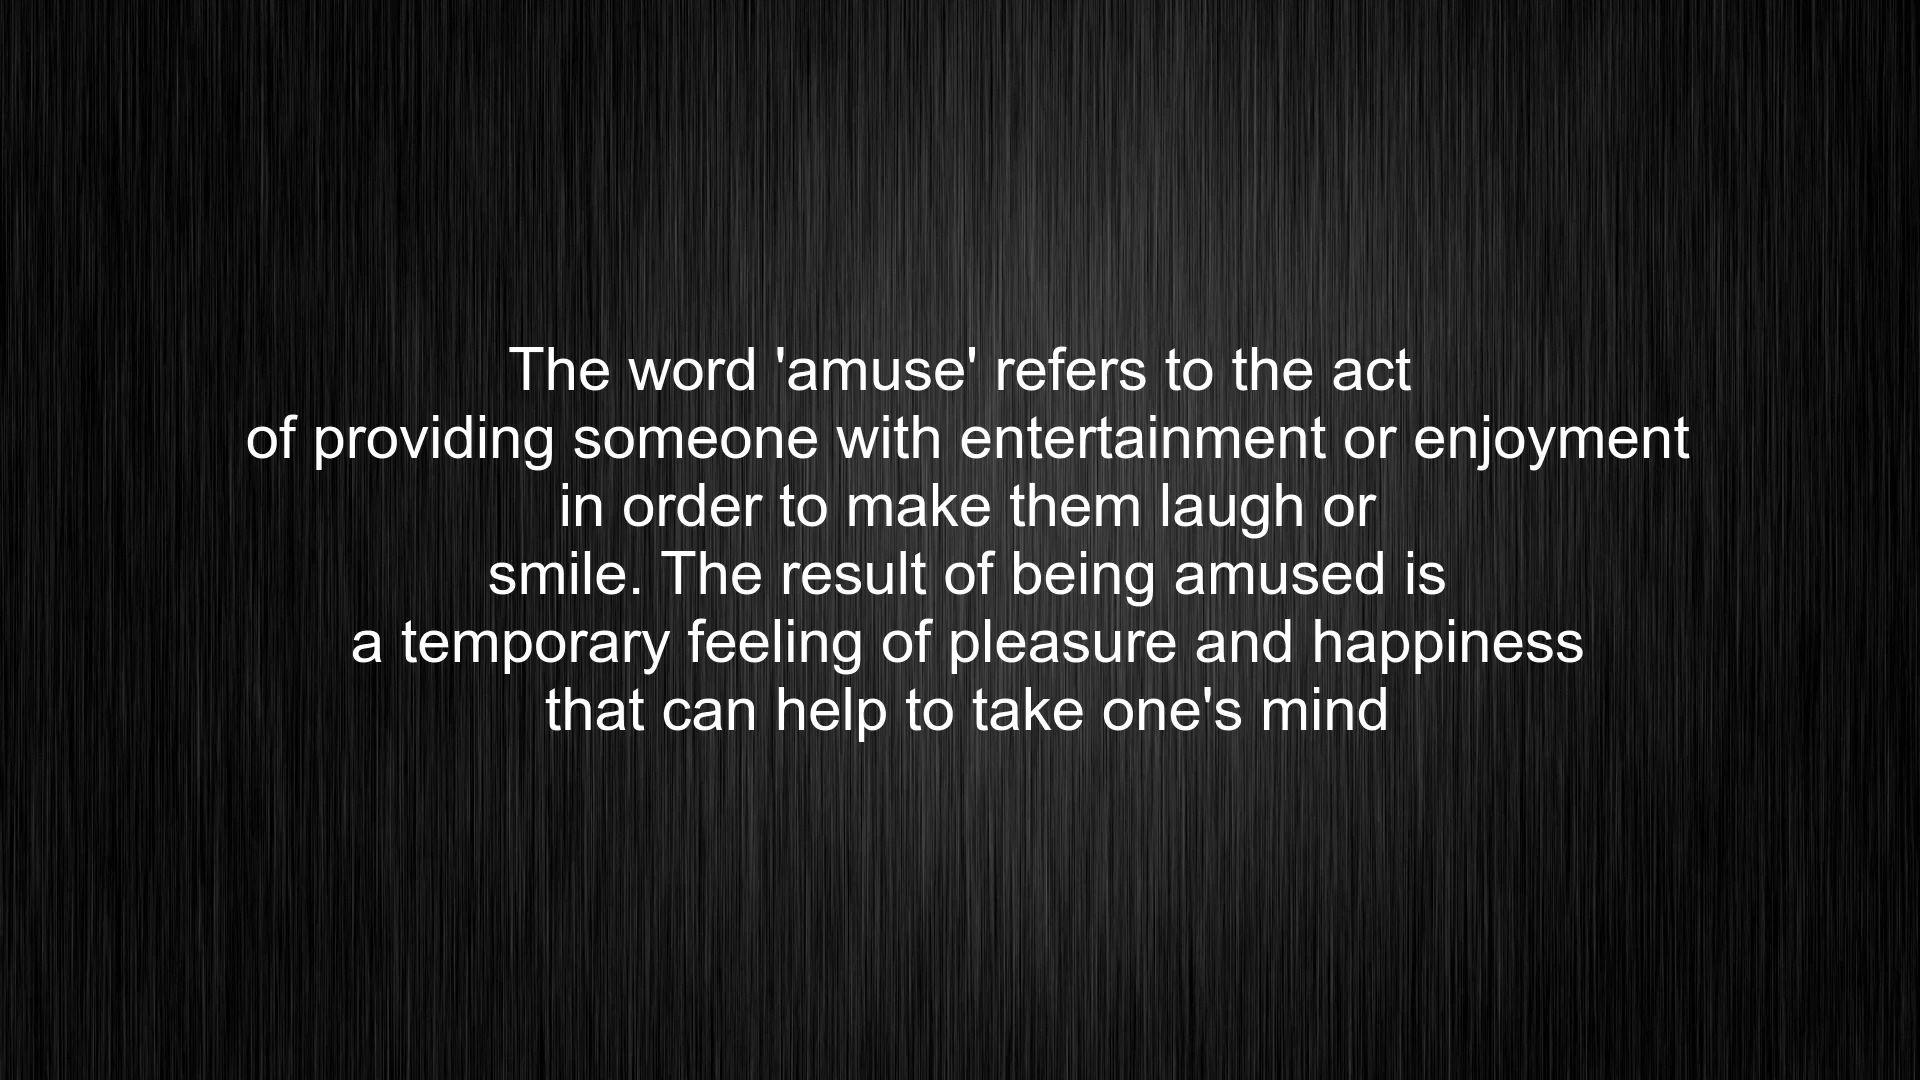 The word 'amuse' refers to the act
of providing someone with entertainment or enjoyment
in order to make them laugh or
smile. The result of being amused is
a temporary feeling of pleasure and happiness
that can help to take one's mind